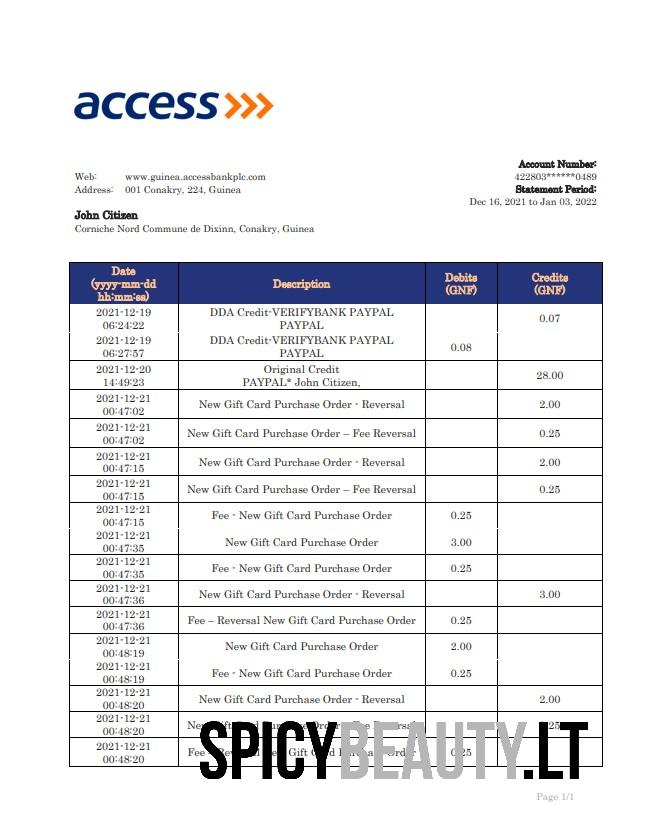 access
Account Number:
Web: www.guinea.accessbankplc.com 422803******0489
Address: 001 Conakry, 224, Guinea Statement Period:
Dec 16, 2021 to Jan 03, 2022
John Citizen
Corniche Nord Commune de Dixinn, Conakry, Guinea
Date (yyyy-mm-dd hh:mm:ss) Description Debits (GNF) Credits (GNF)
2021-12-19 06:24:22 DDA Credit-VERIFYBANK PAYPAL PAYPAL 0.07
2021-12-19 06:27:57 DDA Credit-VERIFYBANK PAYPAL PAYPAL 0.08
2021-12-20 14:49:23 Original Credit PAYPAL* John Citizen, 28.00
2021-12-21 00:47:02 New Gift Card Purchase Order - Reversal 2.00
2021-12-21 00:47:02 New Gift Card Purchase Order – Fee Reversal 0.25
2021-12-21 00:47:15 New Gift Card Purchase Order - Reversal 2.00
2021-12-21 00:47:15 New Gift Card Purchase Order – Fee Reversal 0.25
2021-12-21 00:47:15 Fee - New Gift Card Purchase Order 0.25
2021-12-21 00:47:35 New Gift Card Purchase Order 3.00
2021-12-21 00:47:35 Fee - New Gift Card Purchase Order 0.25
2021-12-21 00:47:36 New Gift Card Purchase Order - Reversal 3.00
2021-12-21 00:47:36 Fee – Reversal New Gift Card Purchase Order 0.25
2021-12-21 00:48:19 New Gift Card Purchase Order 2.00
2021-12-21 00:48:19 Fee - New Gift Card Purchase Order 0.25
2021-12-21 00:48:20 New Gift Card Purchase Order - Reversal 2.00
2021-12-21 00:48:20
2021-12-21 00:48:20 Fee
SPICYBEAUTY.LT
Page 1/1